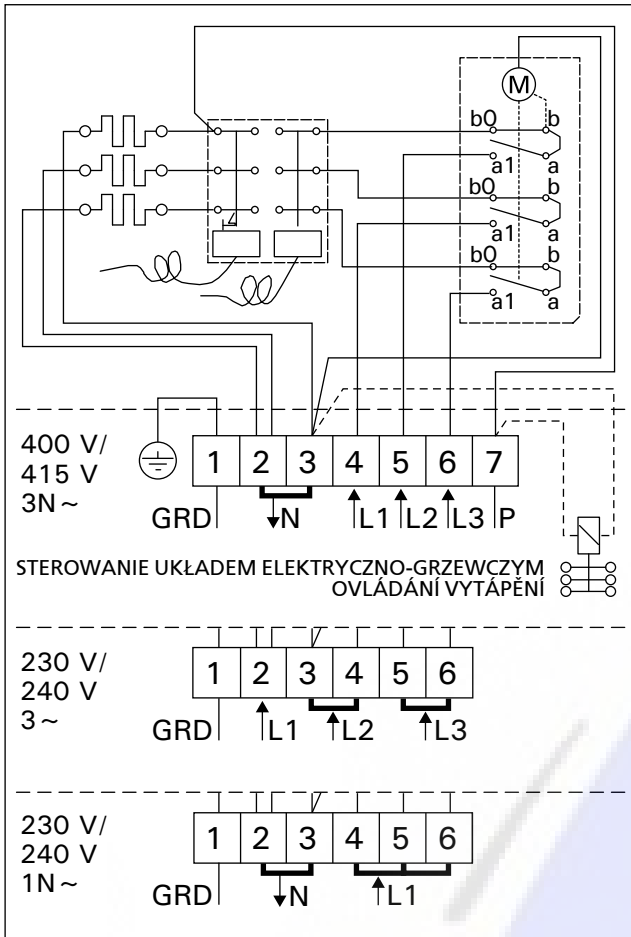 M
b0 b
a1 a
b0 b
a1 a
b0 b
a1 a
400 V/
415 V
3N ~
1 2 3 4 5 6 7
GRD N L1 L2 L3 P
STEROWANIE UKŁADEM ELEKTRYCZNO-GRZEWCZYM
OVLÁDÁNÍ VYTÁPĚNÍ
230 V/
240 V
3 ~
1 2 3 4 5 6
GRD L1 L2 L3
230 V/
240 V
1N ~
1 2 3 4 5 6
GRD N L1